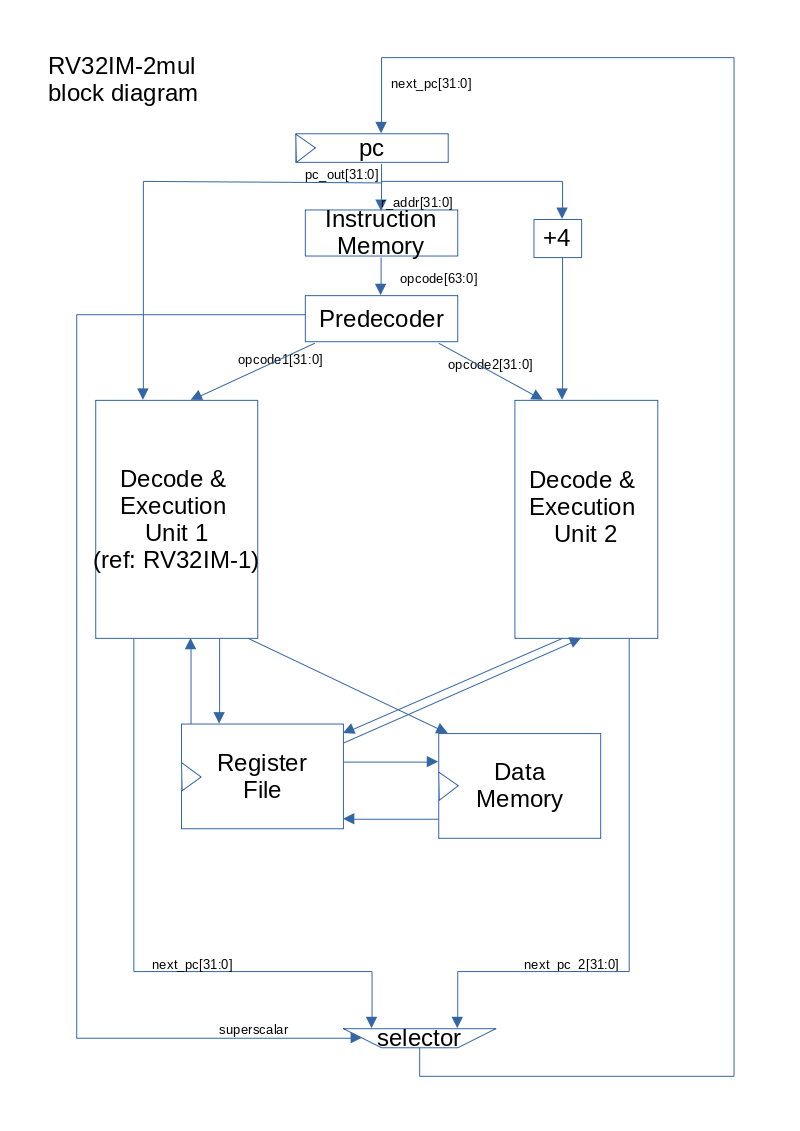 RV32IM-2mul
block diagram
next_pc[31:0]
pc
pc_out[31:0]
r_addr[31:0]
Instruction
Memory
+4
opcode[63:0]
Predecoder
opcode1[31:0]
opcode2[31:0]
Decode &
Execution
Unit 1
(ref: RV32IM-1)
Decode &
Execution
Unit 2
Register
File
Data
Memory
next_pc[31:0]
next_pc_2[31:0]
superscalar
selector